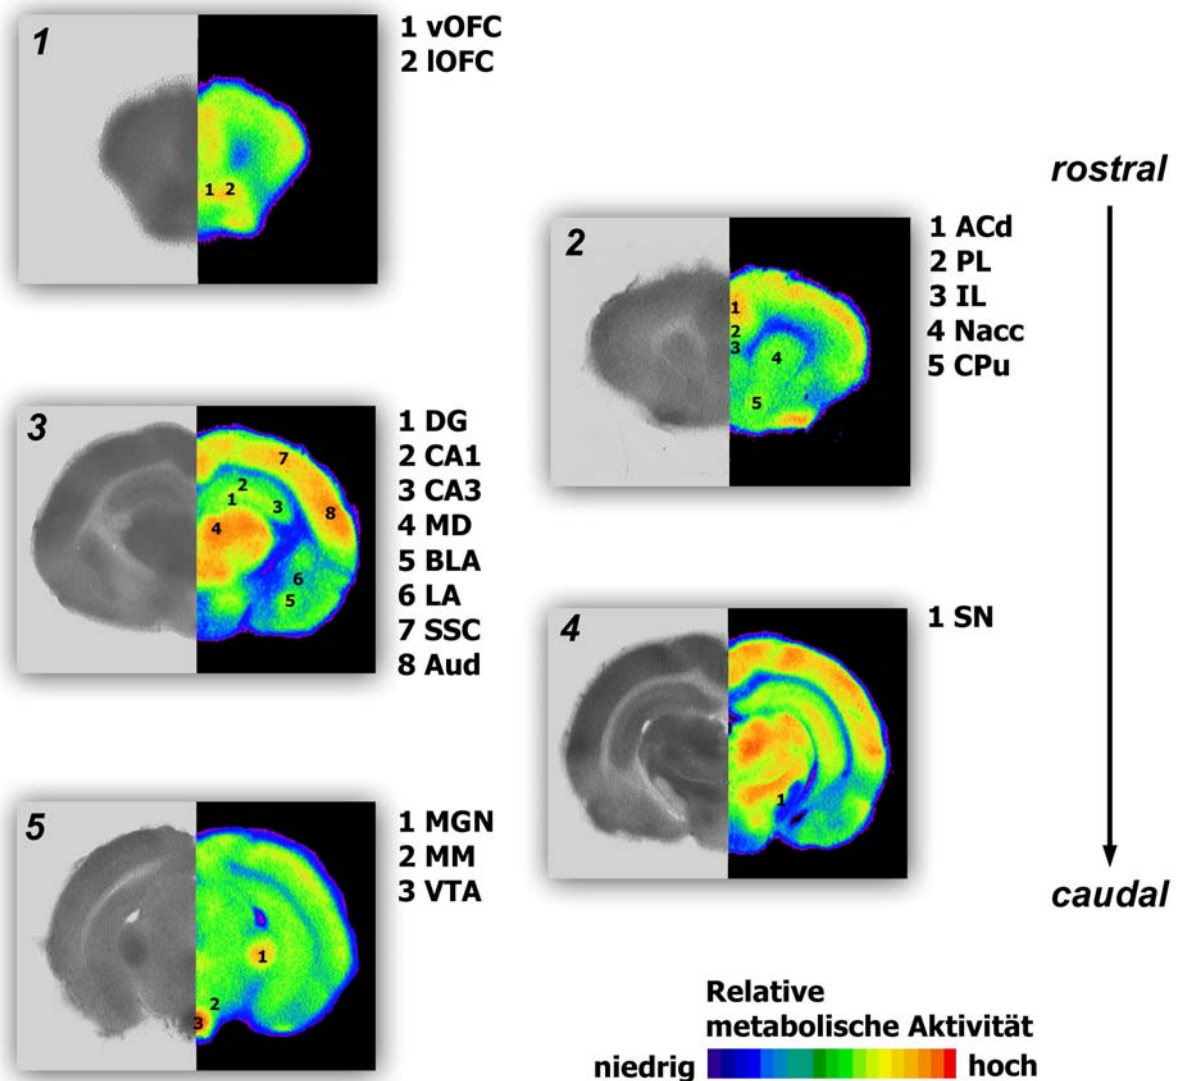 1
1 vOFC
2 lOFC
1 2
rostral
2
1 ACd
2 PL
3 IL
4 Nacc
5 CPu
1
2
3
4
5
3
1 DG
2 CA1
3 CA3
4 MD
5 BLA
6 LA
7 SSC
8 Aud
7
2
1
3
8
4
6
5
4
1 SN
1
5
1 MGN
2 MM
3 VTA
1
2
3
caudal
Relative
metabolische Aktivität
niedrig hoch